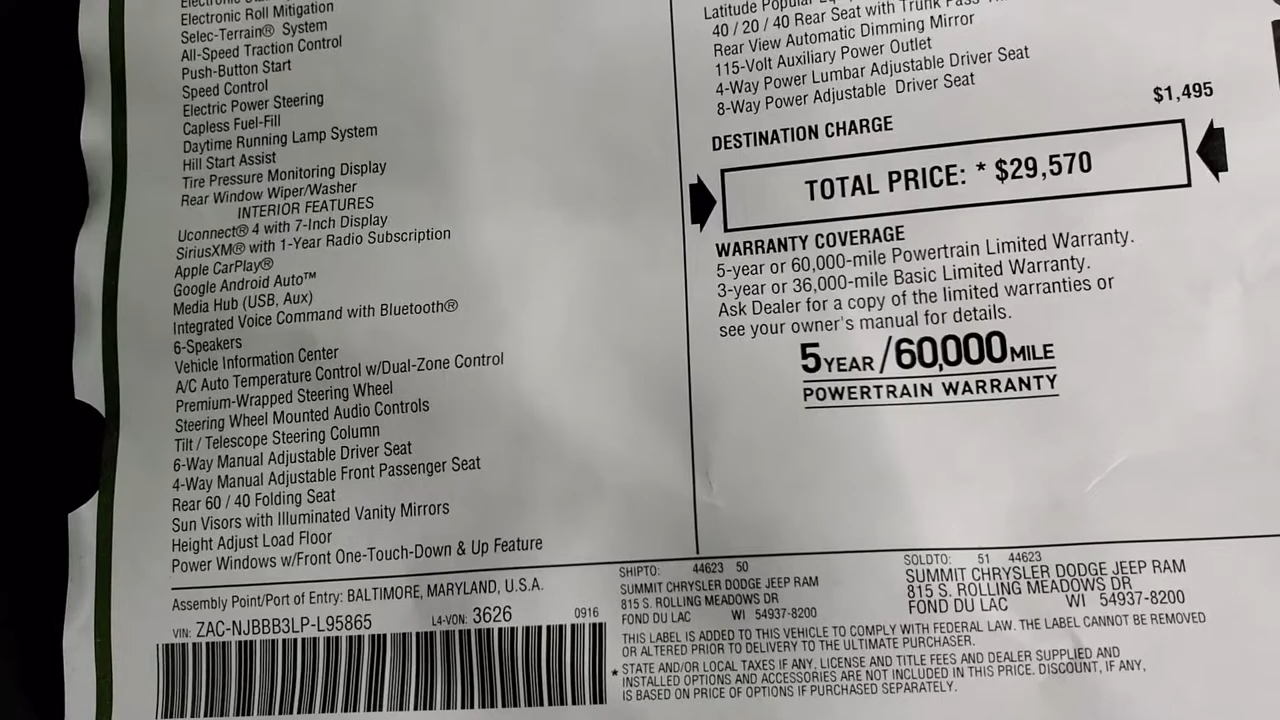 Electronic Roll Mitigation
Selec-Terrain® System
All-Speed Traction Control
Push-Button Start
Speed Control
Electric Power Steering
Capless Fuel-Fill
Daytime Running Lamp System
Hill Start Assist
Tire Pressure Monitoring Display
Rear Window Wiper/Washer
INTERIOR FEATURES
Uconnect® 4 with 7-Inch Display
SiriusXM® with 1-Year Radio Subscription
Apple CarPlay®
Google Android Auto™
Media Hub (USB, Aux)
Integrated Voice Command with Bluetooth®
6-Speakers
Vehicle Information Center
A/C Auto Temperature Control w/Dual-Zone Control
Premium-Wrapped Steering Wheel
Steering Wheel Mounted Audio Controls
Tilt / Telescope Steering Column
6-Way Manual Adjustable Driver Seat
4-Way Manual Adjustable Front Passenger Seat
Rear 60 / 40 Folding Seat
Sun Visors with Illuminated Vanity Mirrors
Height Adjust Load Floor
Power Windows w/Front One-Touch-Down & Up Feature
Latitude Popular
40 / 20 / 40 Rear Seat with Trunk
Rear View Automatic Dimming Mirror
115-Volt Auxiliary Power Outlet
4-Way Power Lumbar Adjustable Driver Seat
8-Way Power Adjustable Driver Seat
DESTINATION CHARGE $1,495
TOTAL PRICE: * $29,570
WARRANTY COVERAGE
5-year or 60,000-mile Powertrain Limited Warranty.
3-year or 36,000-mile Basic Limited Warranty.
Ask Dealer for a copy of the limited warranties or
see your owner's manual for details.
5 YEAR / 60,000 MILE
POWERTRAIN WARRANTY
Assembly Point/Port of Entry: BALTIMORE, MARYLAND, U.S.A.
VIN: ZAC-NJBBB3LP-L95865 L4-VON: 3626 0916
SHIPTO: 44623 50
SUMMIT CHRYSLER DODGE JEEP RAM
815 S. ROLLING MEADOWS DR
FOND DU LAC WI 54937-8200
SOLDTO: 51 44623
SUMMIT CHRYSLER DODGE JEEP RAM
815 S. ROLLING MEADOWS DR
FOND DU LAC WI 54937-8200
THIS LABEL IS ADDED TO THIS VEHICLE TO COMPLY WITH FEDERAL LAW. THE LABEL CANNOT BE REMOVED
OR ALTERED PRIOR TO DELIVERY TO THE ULTIMATE PURCHASER.
* STATE AND/OR LOCAL TAXES IF ANY, LICENSE AND TITLE FEES AND DEALER SUPPLIED AND
INSTALLED OPTIONS AND ACCESSORIES ARE NOT INCLUDED IN THIS PRICE. DISCOUNT, IF ANY,
IS BASED ON PRICE OF OPTIONS IF PURCHASED SEPARATELY.